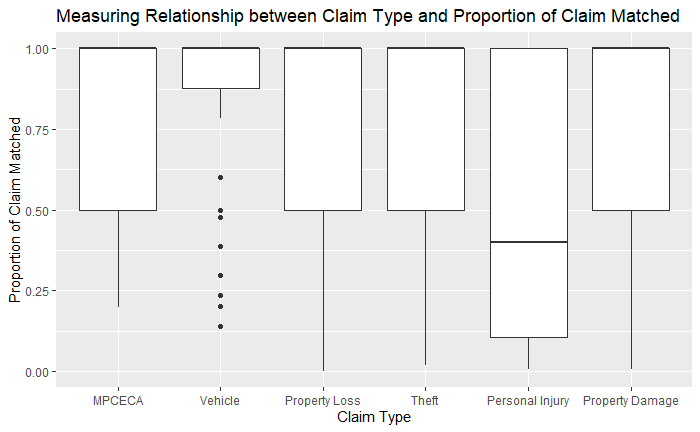 Measuring Relationship between Claim Type and Proportion of Claim Matched
Proportion of Claim Matched
1.00
0.75
0.50
0.25
0.00
MPCECA Vehicle Property Loss Theft Personal Injury Property Damage
Claim Type